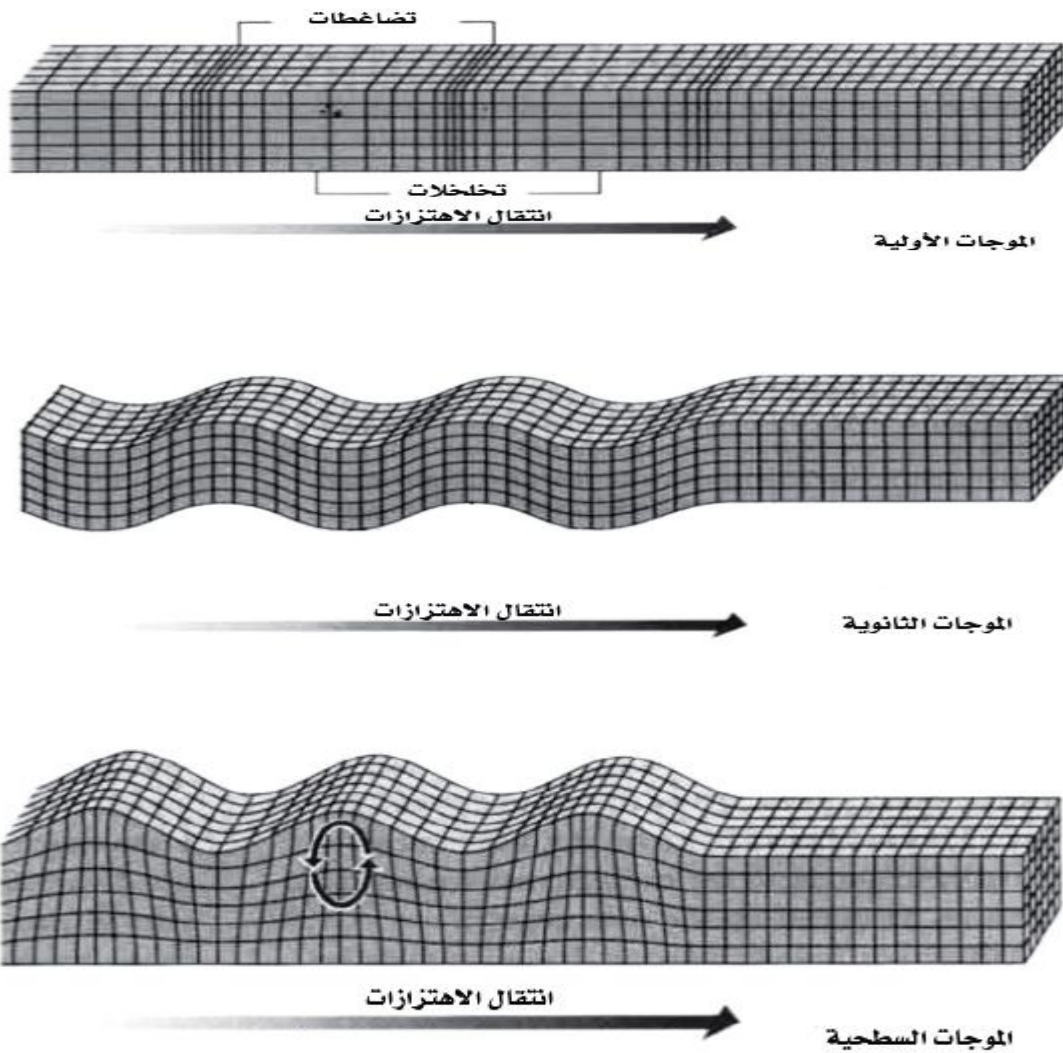 تضاغطات
تخلخلات
انتقال الاهتزازات
الموجات الأولية
انتقال الاهتزازات
الموجات الثانوية
انتقال الاهتزازات
الموجات السطحية